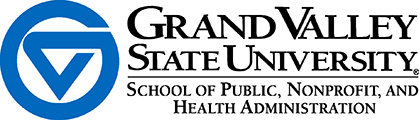 GRAND VALLEY
STATE UNIVERSITY®
SCHOOL OF PUBLIC, NONPROFIT, AND
HEALTH ADMINISTRATION